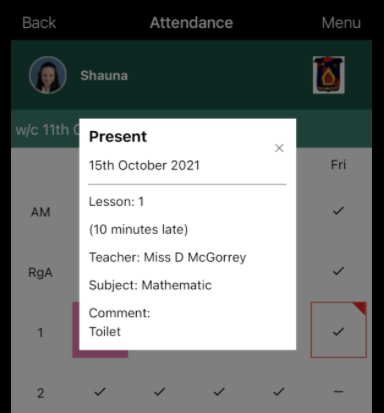 Back Attendance Menu
Shauna
w/c 11th
Present
15th October 2021
Fri
Lesson: 1
AM
(10 minutes late)
Teacher: Miss D McGorrey
RgA
Subject: Mathematic
Comment:
Toilet
1
2